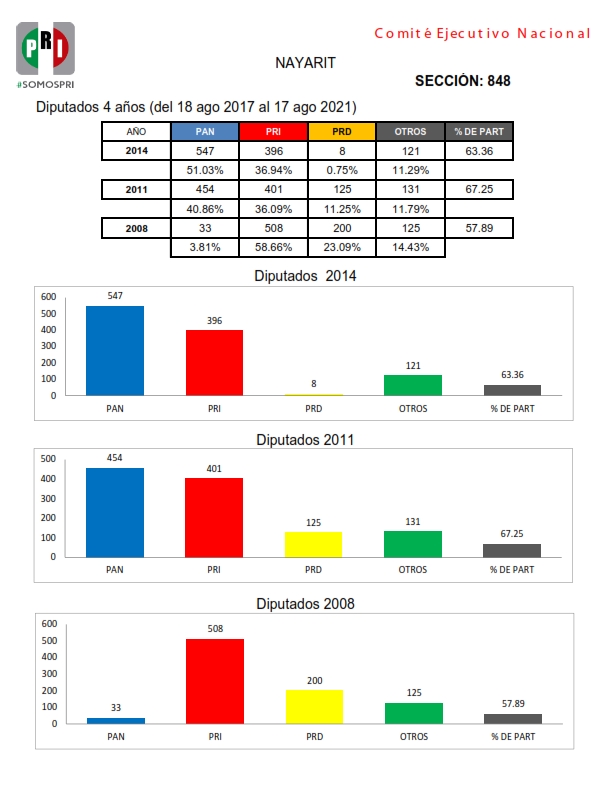 Comité Ejecutivo Nacional
PRI
#SOMOSPRI
NAYARIT
SECCIÓN: 848
Diputados 4 años (del 18 ago 2017 al 17 ago 2021)
AÑO PAN PRI PRD OTROS % DE PART
2014 547 396 8 121 63.36
51.03% 36.94% 0.75% 11.29%
2011 454 401 125 131 67.25
40.86% 36.09% 11.25% 11.79%
2008 33 508 200 125 57.89
3.81% 58.66% 23.09% 14.43%
Diputados 2014
600
500
400
300
200
100
0
547
396
8
121
63.36
PAN PRI PRD OTROS % DE PART
Diputados 2011
500
400
300
200
100
0
454
401
125
131
67.25
PAN PRI PRD OTROS % DE PART
Diputados 2008
600
500
400
300
200
100
0
33
508
200
125
57.89
PAN PRI PRD OTROS % DE PART